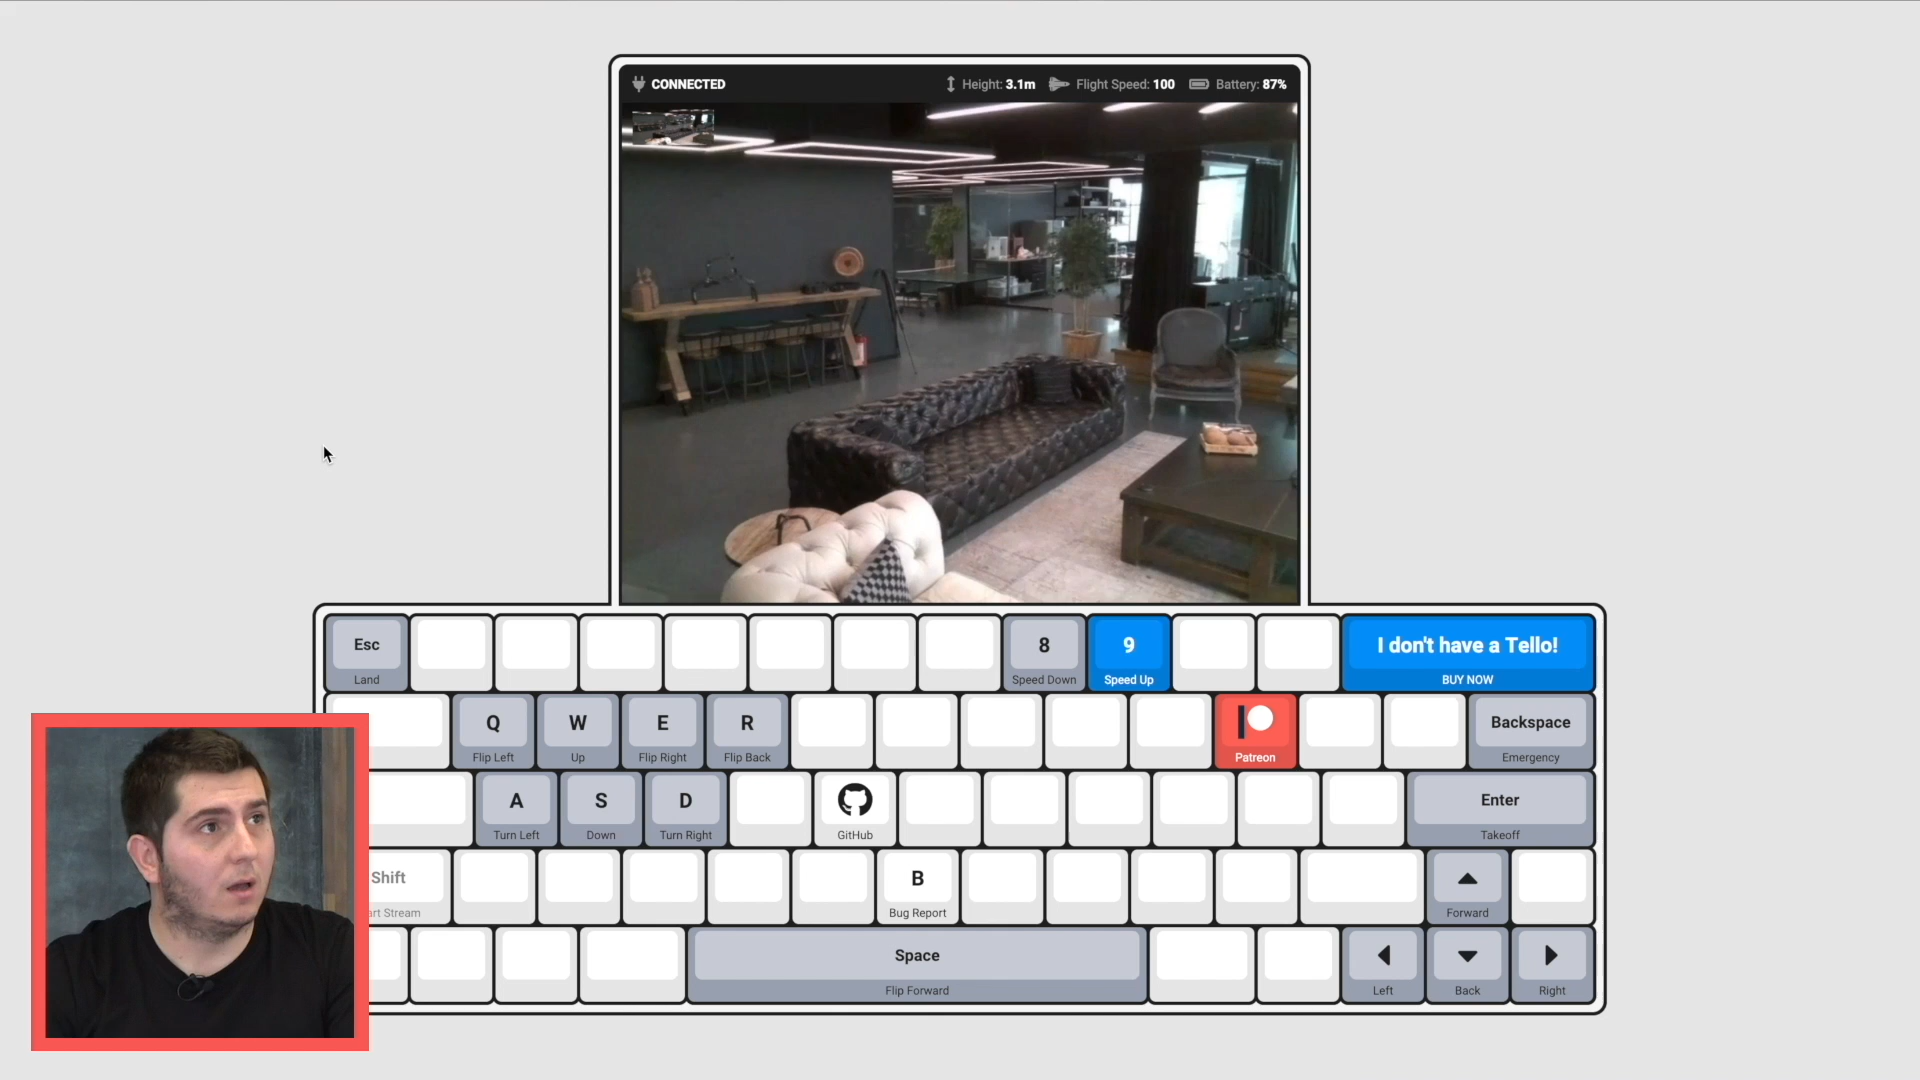 CONNECTED Height: 3.1m Flight Speed: 100 Battery: 87%
Esc 8 9 I don't have a Tello!
Land Speed Down Speed Up BUY NOW
Q W E R Backspace
Flip Left Up Flip Right Flip Back Patreon Emergency
A S D Enter
Turn Left Down Turn Right GitHub Takeoff
Shift B
art Stream Bug Report Forward
Space
Flip Forward Left Back Right